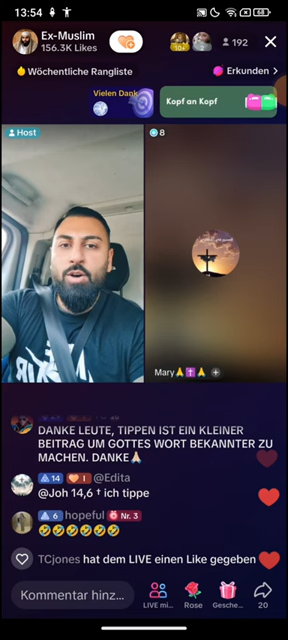 13:54
68
Ex-Muslim
156.3K Likes
10+
192
Wöchentliche Rangliste
Erkunden >
Vielen Dank
Kopf an Kopf
Host
8
Mary🙏✝️🙏
DANKE LEUTE, TIPPEN IST EIN KLEINER
BEITRAG UM GOTTES WORT BEKANNTER ZU
MACHEN. DANKE🙏🏻
14 I @Edita
@Joh 14,6 † ich tippe
6 hopeful Nr. 3
🤣🤣🤣🤣🤣🤣
TCjones hat dem LIVE einen Like gegeben
Kommentar hinz...
LIVE mi...
Rose
Gesche...
20